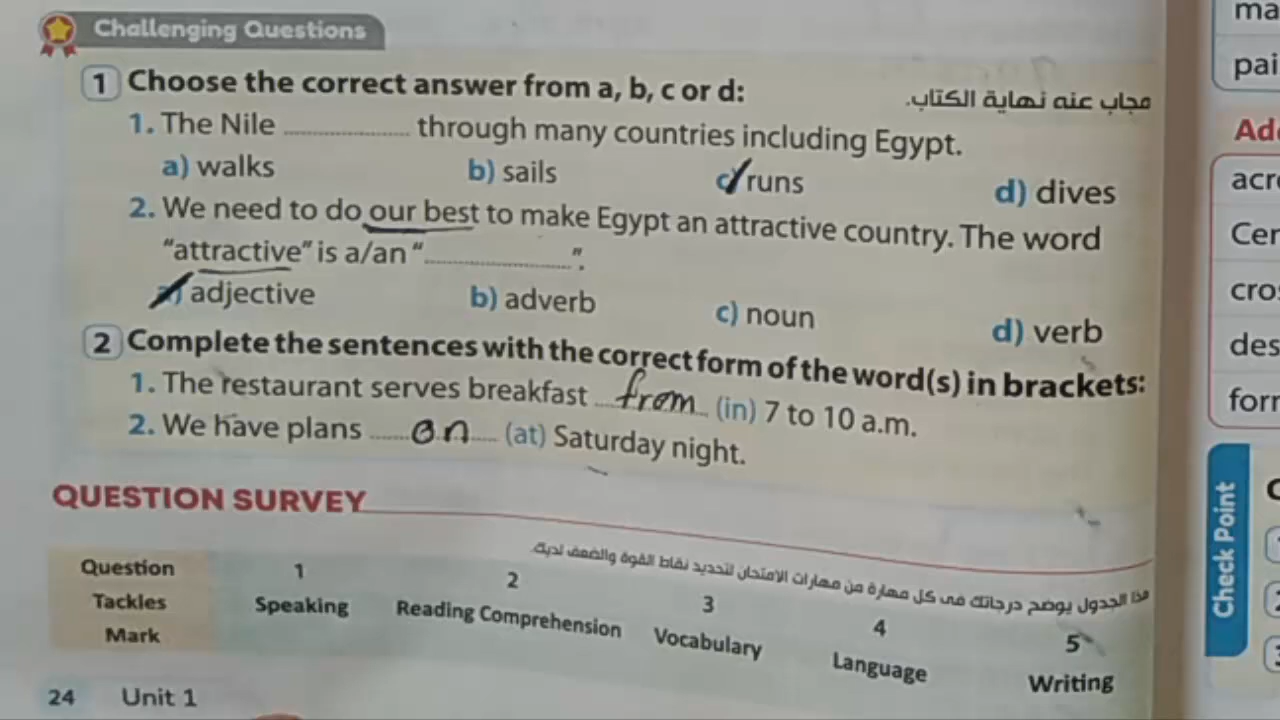 Challenging Questions
1 Choose the correct answer from a, b, c or d:
مجاب عنه نهاية الكتاب.
1. The Nile ........................ through many countries including Egypt.
a) walks b) sails c) runs d) dives
2. We need to do our best to make Egypt an attractive country. The word
"attractive" is a/an "........................".
a) adjective b) adverb c) noun d) verb
2 Complete the sentences with the correct form of the word(s) in brackets:
1. The restaurant serves breakfast from (in) 7 to 10 a.m.
2. We have plans on (at) Saturday night.
QUESTION SURVEY
هذا الجدول يوضح درجاتك في كل مهارة من مهارات الامتحان لتحديد نقاط القوة والضعف لديك.
Question 1 2 3 4 5
Tackles Speaking Reading Comprehension Vocabulary Language Writing
Mark
24 Unit 1
ma
pai
Ad
acr
Cer
cro
des
forr
Check Point